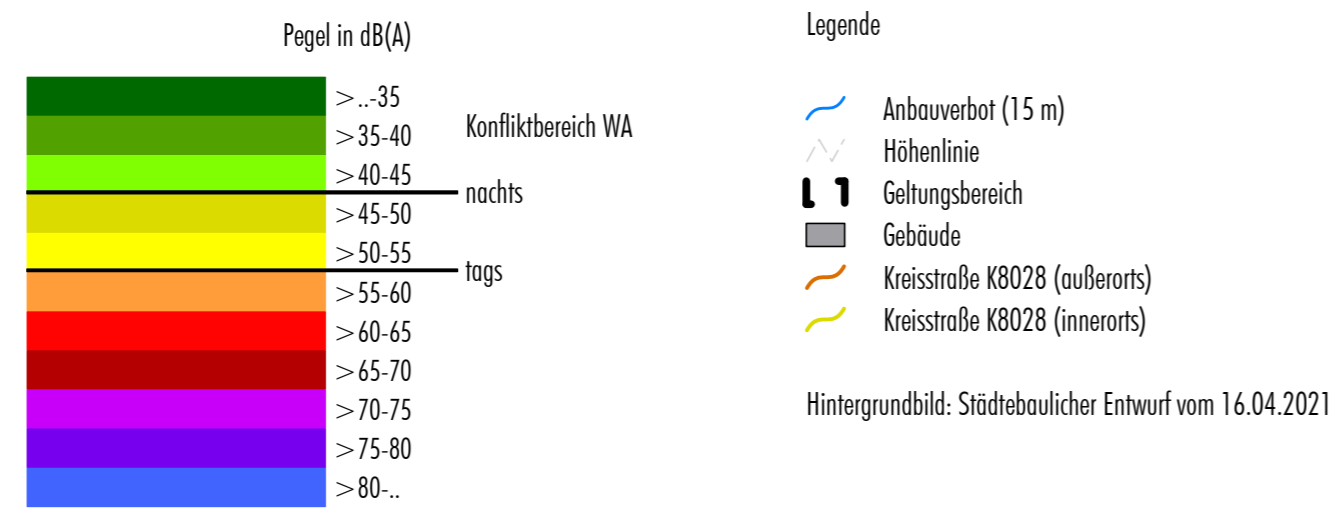 Pegel in dB(A)
>..-35
>35-40
>40-45
>45-50
>50-55
>55-60
>60-65
>65-70
>70-75
>75-80
>80-..
Konfliktbereich WA
nachts
tags
Legende
Anbauverbot (15 m)
Höhenlinie
Geltungsbereich
Gebäude
Kreisstraße K8028 (außerorts)
Kreisstraße K8028 (innerorts)
Hintergrundbild: Städtebaulicher Entwurf vom 16.04.2021